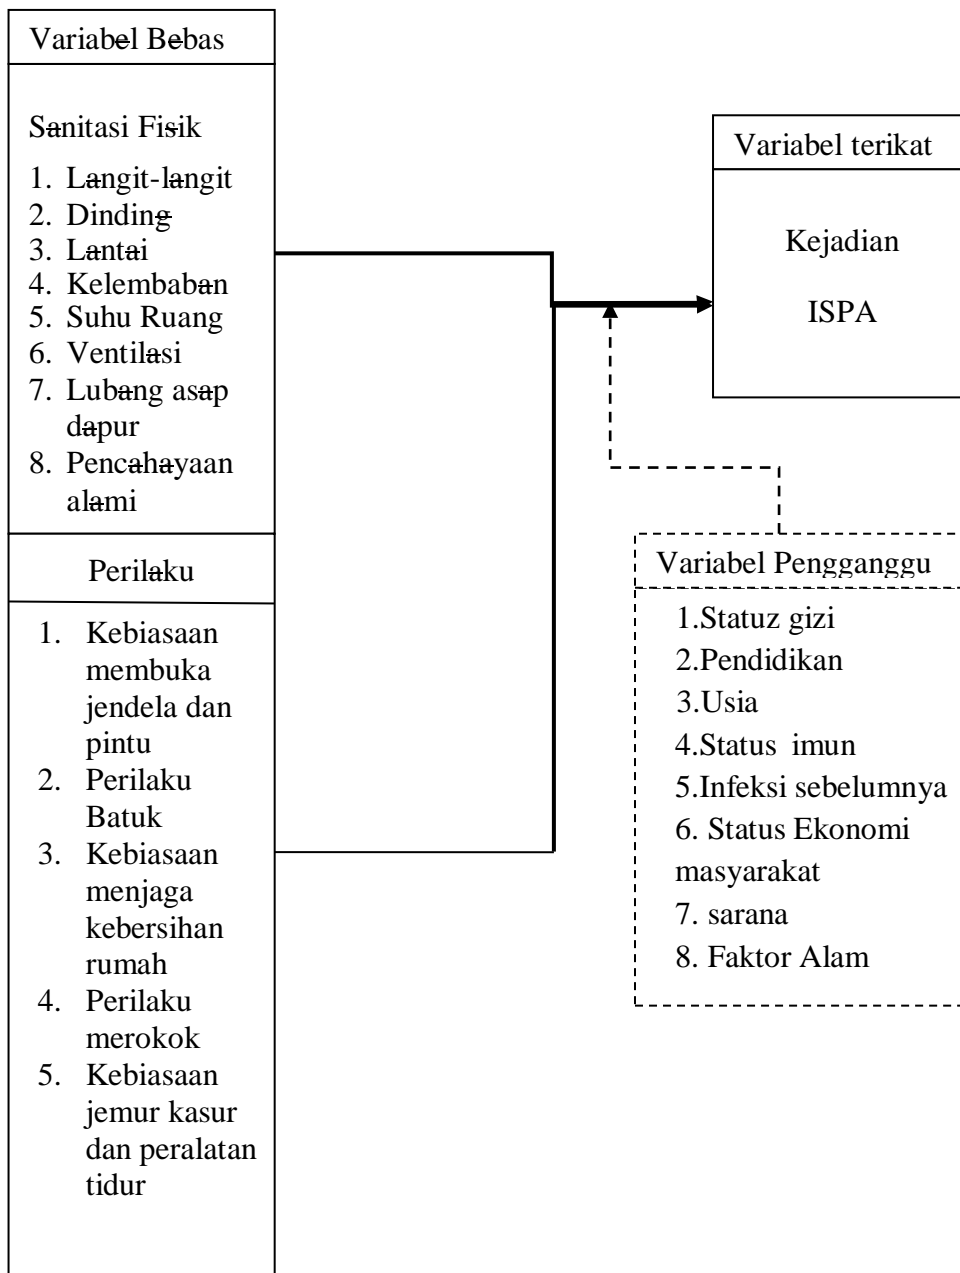 Variabel Bebas
Sanitasi Fisik
1. Langit-langit
2. Dinding
3. Lantai
4. Kelembaban
5. Suhu Ruang
6. Ventilasi
7. Lubang asap
dapur
8. Pencahayaan
alami
Perilaku
1. Kebiasaan
membuka
jendela dan
pintu
2. Perilaku
Batuk
3. Kebiasaan
menjaga
kebersihan
rumah
4. Perilaku
merokok
5. Kebiasaan
jemur kasur
dan peralatan
tidur
Variabel terikat
Kejadian
ISPA
Variabel Pengganggu
1.Statuz gizi
2.Pendidikan
3.Usia
4.Status imun
5.Infeksi sebelumnya
6. Status Ekonomi
masyarakat
7. sarana
8. Faktor Alam